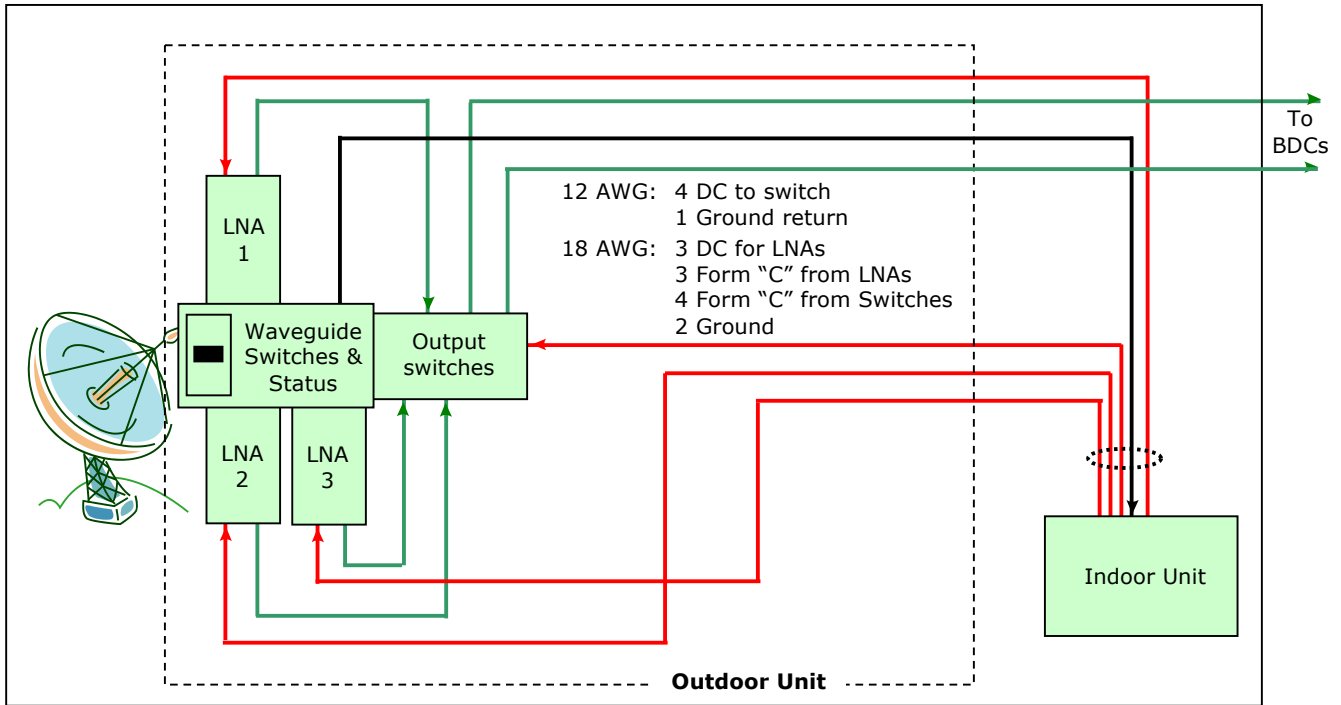 To
BDCs
12 AWG: 4 DC to switch
1 Ground return
18 AWG: 3 DC for LNAs
3 Form “C” from LNAs
4 Form “C” from Switches
2 Ground
LNA
1
Waveguide
Switches &
Status
Output
switches
LNA
2
LNA
3
Indoor Unit
Outdoor Unit